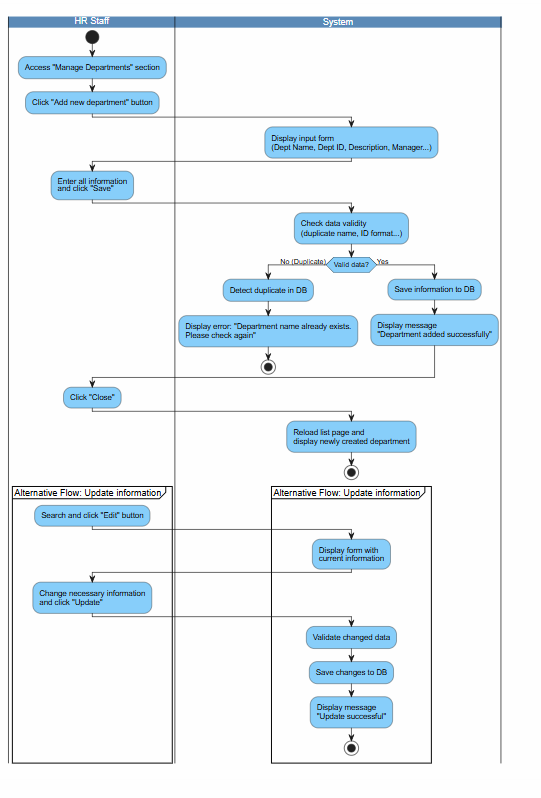 HR Staff
System
Access "Manage Departments" section
Click "Add new department" button
Display input form
(Dept Name, Dept ID, Description, Manager...)
Enter all information
and click "Save"
Check data validity
(duplicate name, ID format...)
No (Duplicate)
Valid data?
Yes
Detect duplicate in DB
Save information to DB
Display error: "Department name already exists.
Please check again"
Display message
"Department added successfully"
Click "Close"
Reload list page and
display newly created department
Alternative Flow: Update information
Alternative Flow: Update information
Search and click "Edit" button
Display form with
current information
Change necessary information
and click "Update"
Validate changed data
Save changes to DB
Display message
"Update successful"